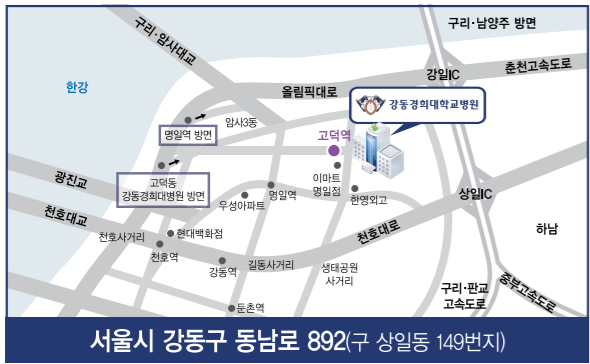 구리·남양주 방면
구리·암사대교
강일IC
춘천고속도로
한강
올림픽대로
강동경희대학교병원
암사3동
명일역 방면
고덕역
고덕동
강동경희대병원 방면
이마트
명일점
광진교
명일역
한영외고
상일IC
우성아파트
천호대교
현대백화점
천호사거리
천호대로
하남
천호역
강동역
길동사거리
생태공원
사거리
구리·판교
고속도로
중부고속도로
둔촌역
서울시 강동구 동남로 892(구 상일동 149번지)